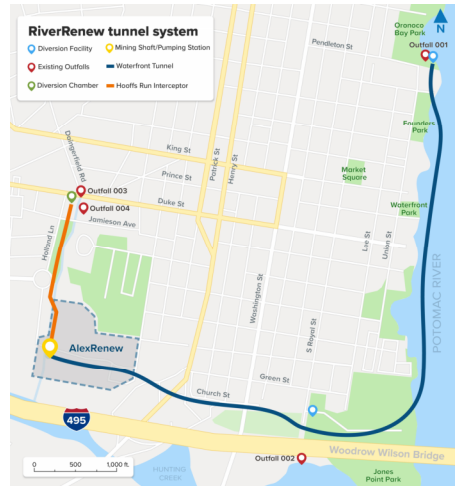 RiverRenew tunnel system
Diversion Facility
Mining Shaft/Pumping Station
Existing Outfalls
Waterfront Tunnel
Diversion Chamber
Hooffs Run Interceptor
Oronoco
Bay Park
N
Outfall 001
Pendleton St
Founders
Park
Daingerfield Rd
King St
Prince St
Patrick St
Henry St
Market
Square
Outfall 003
Duke St
Outfall 004
Jamieson Ave
Waterfront
Park
Holland Ln
Lee St
Union St
POTOMAC RIVER
Washington St
S Royal St
AlexRenew
Green St
Church St
495
Woodrow Wilson Bridge
Outfall 002
0 500 1,000 ft.
HUNTING
CREEK
Jones
Point Park